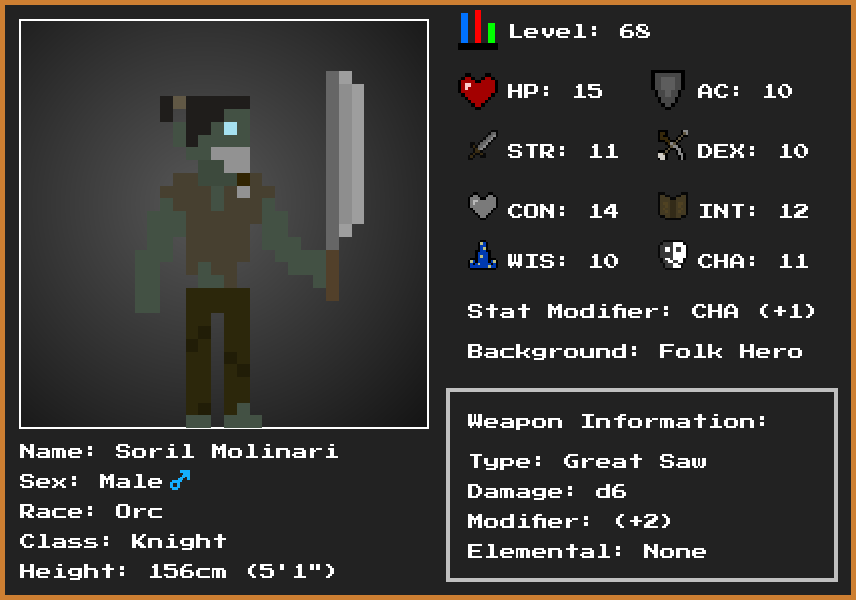 Level: 68
HP: 15 AC: 10
STR: 11 DEX: 10
CON: 14 INT: 12
WIS: 10 CHA: 11
Stat Modifier: CHA (+1)
Background: Folk Hero
Weapon Information:
Type: Great Saw
Damage: d6
Modifier: (+2)
Elemental: None
Name: Soril Molinari
Sex: Male♂
Race: Orc
Class: Knight
Height: 156cm (5'1")